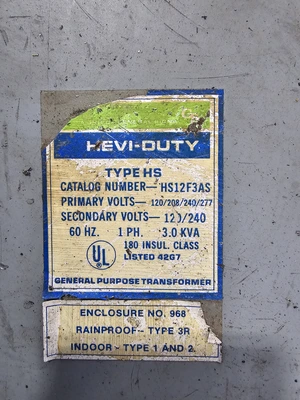 HEVI-DUTY
TYPE HS
CATALOG NUMBER— HS12F3AS
PRIMARY VOLTS— 120/208/240/277
SECONDARY VOLTS— 120/240
60 HZ. 1 PH. 3.0 KVA
UL 180 INSUL. CLASS
LISTED 42G7
GENERAL PURPOSE TRANSFORMER
ENCLOSURE NO. 968
RAINPROOF- TYPE 3R
INDOOR - TYPE 1 AND 2